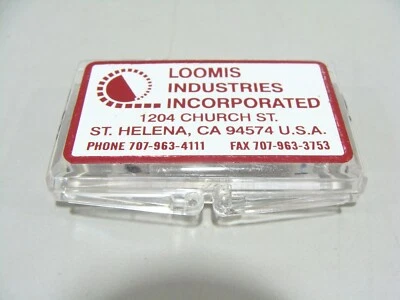 LOOMIS
INDUSTRIES
INCORPORATED
1204 CHURCH ST.
ST. HELENA, CA 94574 U.S.A.
PHONE 707-963-4111 FAX 707-963-3753